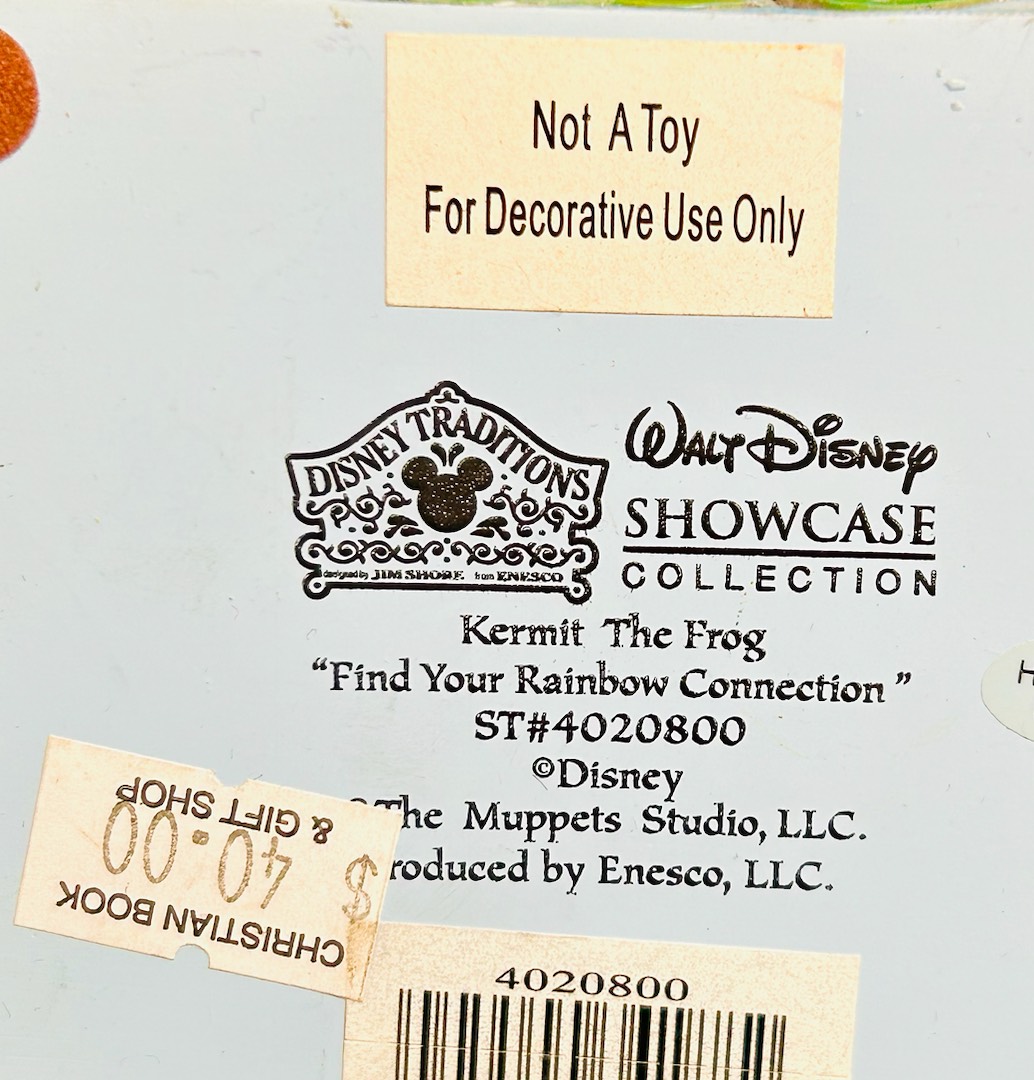 Not A Toy
For Decorative Use Only
DISNEY TRADITIONS
designed by JIM SHORE from ENESCO
WALT DISNEY
SHOWCASE
COLLECTION
Kermit The Frog
“Find Your Rainbow Connection”
ST#4020800
©Disney
©The Muppets Studio, LLC.
roduced by Enesco, LLC.
CHRISTIAN BOOK
$ 40.00
& GIFT SHOP
4020800
H